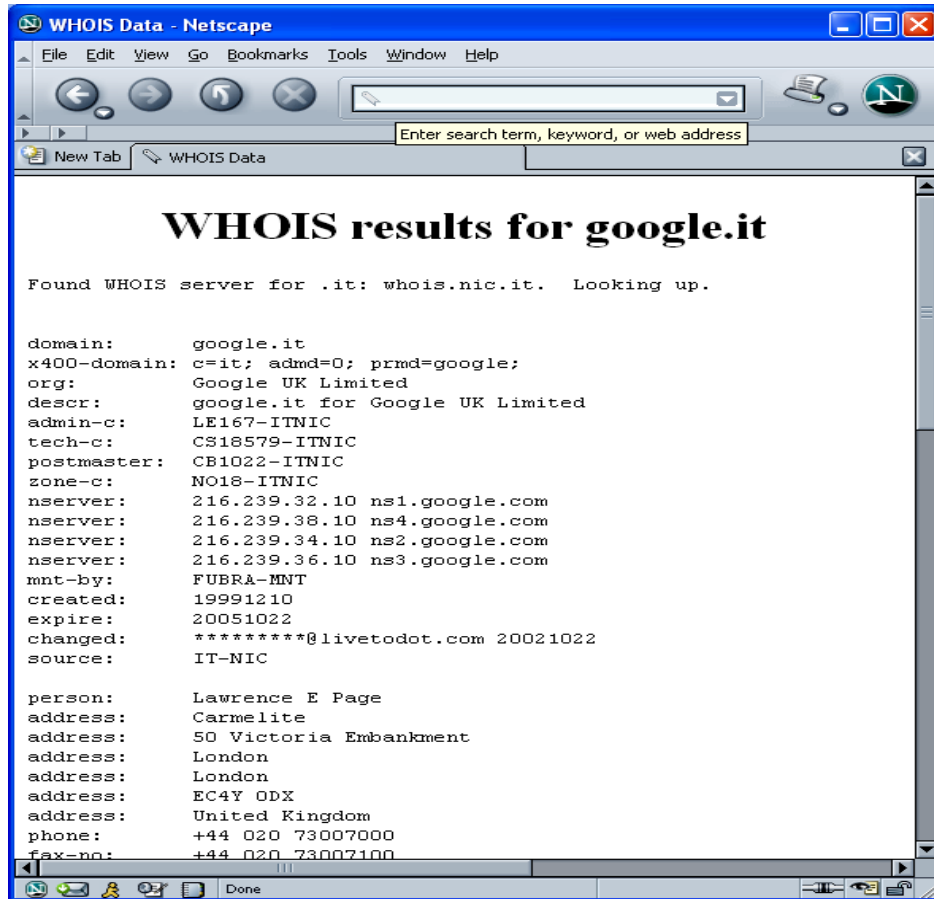 WHOIS Data - Netscape
File Edit View Go Bookmarks Tools Window Help
N
Enter search term, keyword, or web address
New Tab WHOIS Data
WHOIS results for google.it
Found WHOIS server for .it: whois.nic.it. Looking up.
domain: google.it
x400-domain: c=it; admd=0; prmd=google;
org: Google UK Limited
descr: google.it for Google UK Limited
admin-c: LE167-ITNIC
tech-c: CS18579-ITNIC
postmaster: CB1022-ITNIC
zone-c: NO18-ITNIC
nserver: 216.239.32.10 ns1.google.com
nserver: 216.239.38.10 ns4.google.com
nserver: 216.239.34.10 ns2.google.com
nserver: 216.239.36.10 ns3.google.com
mnt-by: FUBRA-MNT
created: 19991210
expire: 20051022
changed: *********@livetodot.com 20021022
source: IT-NIC
person: Lawrence E Page
address: Carmelite
address: 50 Victoria Embankment
address: London
address: London
address: EC4Y 0DX
address: United Kingdom
phone: +44 020 73007000
fax-no: +44 020 73007100
Done